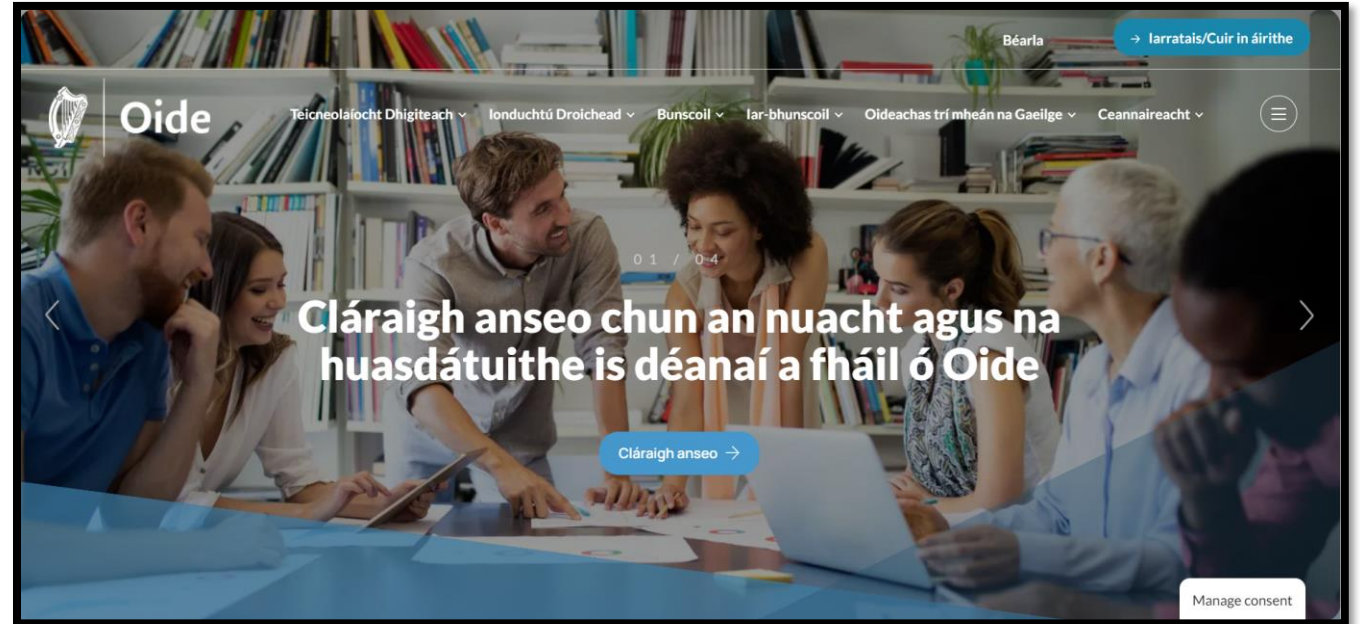 Béarla
→ Iarratais/Cuir in áirithe
Oide
Teicneolaíocht Dhigiteach
Ionduchtú Droichead
Bunscoil
Iar-bhunscoil
Oideachas trí mheán na Gaeilge
Ceannaireacht
01 / 04
Cláraigh anseo chun an nuacht agus na
huasdátuithe is déanaí a fháil ó Oide
Cláraigh anseo →
Manage consent